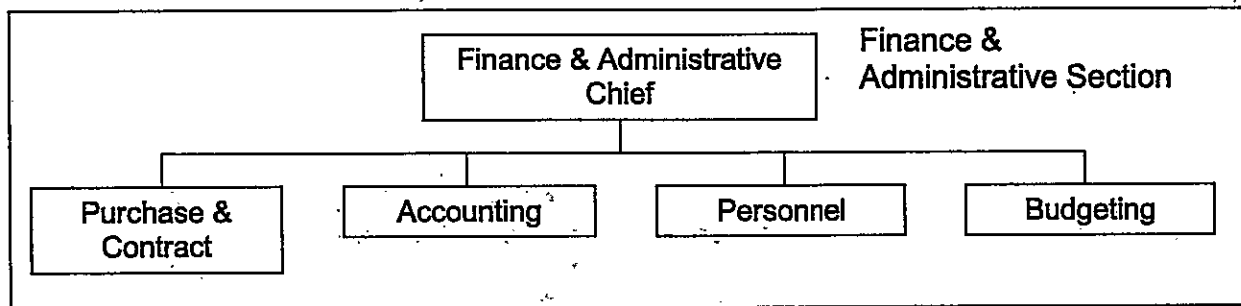 Finance & Administrative
Chief
Finance &
Administrative Section
Purchase &
Contract
Accounting
Personnel
Budgeting